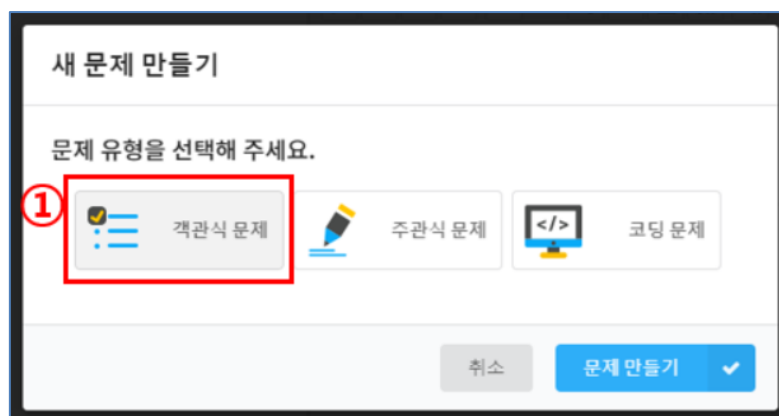 새 문제 만들기
문제 유형을 선택해 주세요.
① 객관식 문제 주관식 문제 </> 코딩 문제
취소 문제 만들기